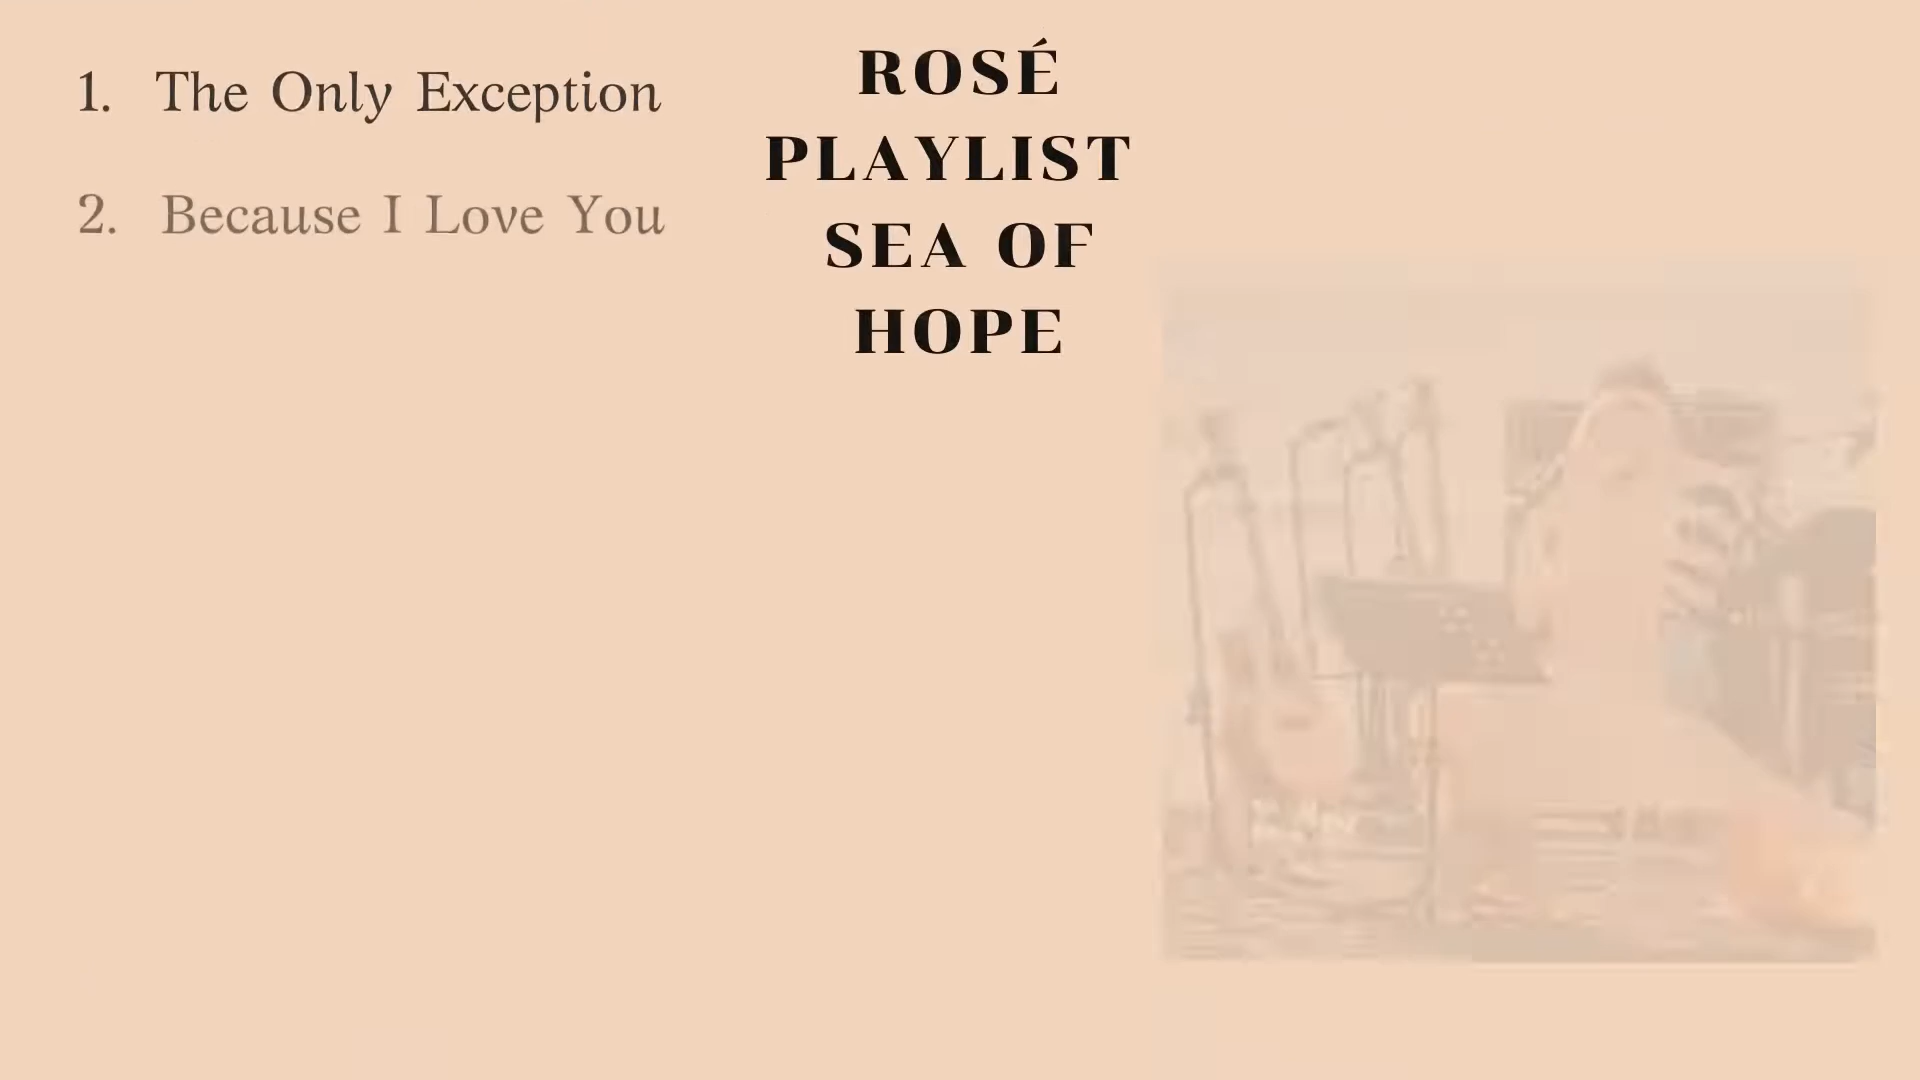 1. The Only Exception
2. Because I Love You
ROSÉ
PLAYLIST
SEA OF
HOPE